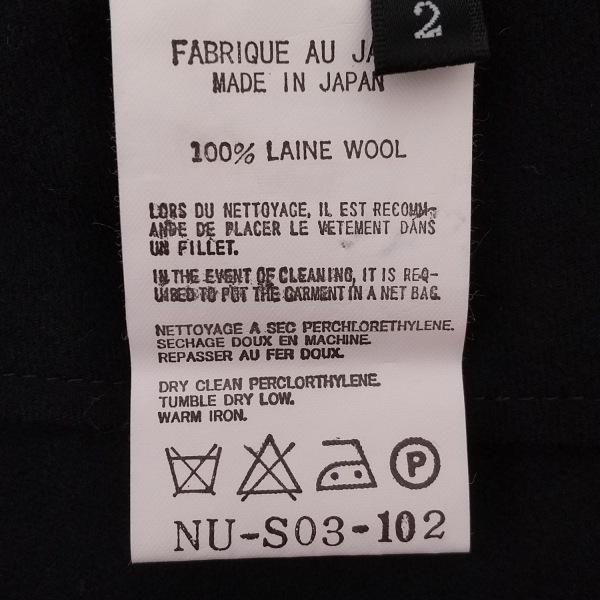 2
FABRIQUE AU JA
MADE IN JAPAN
100% LAINE WOOL
LORS DU NETTOYAGE, IL EST RECOMM-
ANDE DE PLACER LE VETEMENT DANS
UN FILLET.
IN THE EVENT OF CLEANING, IT IS REQ-
UIRED TO PUT THE GARMENT IN A NET BAG.
NETTOYAGE A SEC PERCHLORETHYLENE.
SECHAGE DOUX EN MACHINE.
REPASSER AU FER DOUX.
DRY CLEAN PERCLORTHYLENE.
TUMBLE DRY LOW.
WARM IRON.
P
NU-S03-102